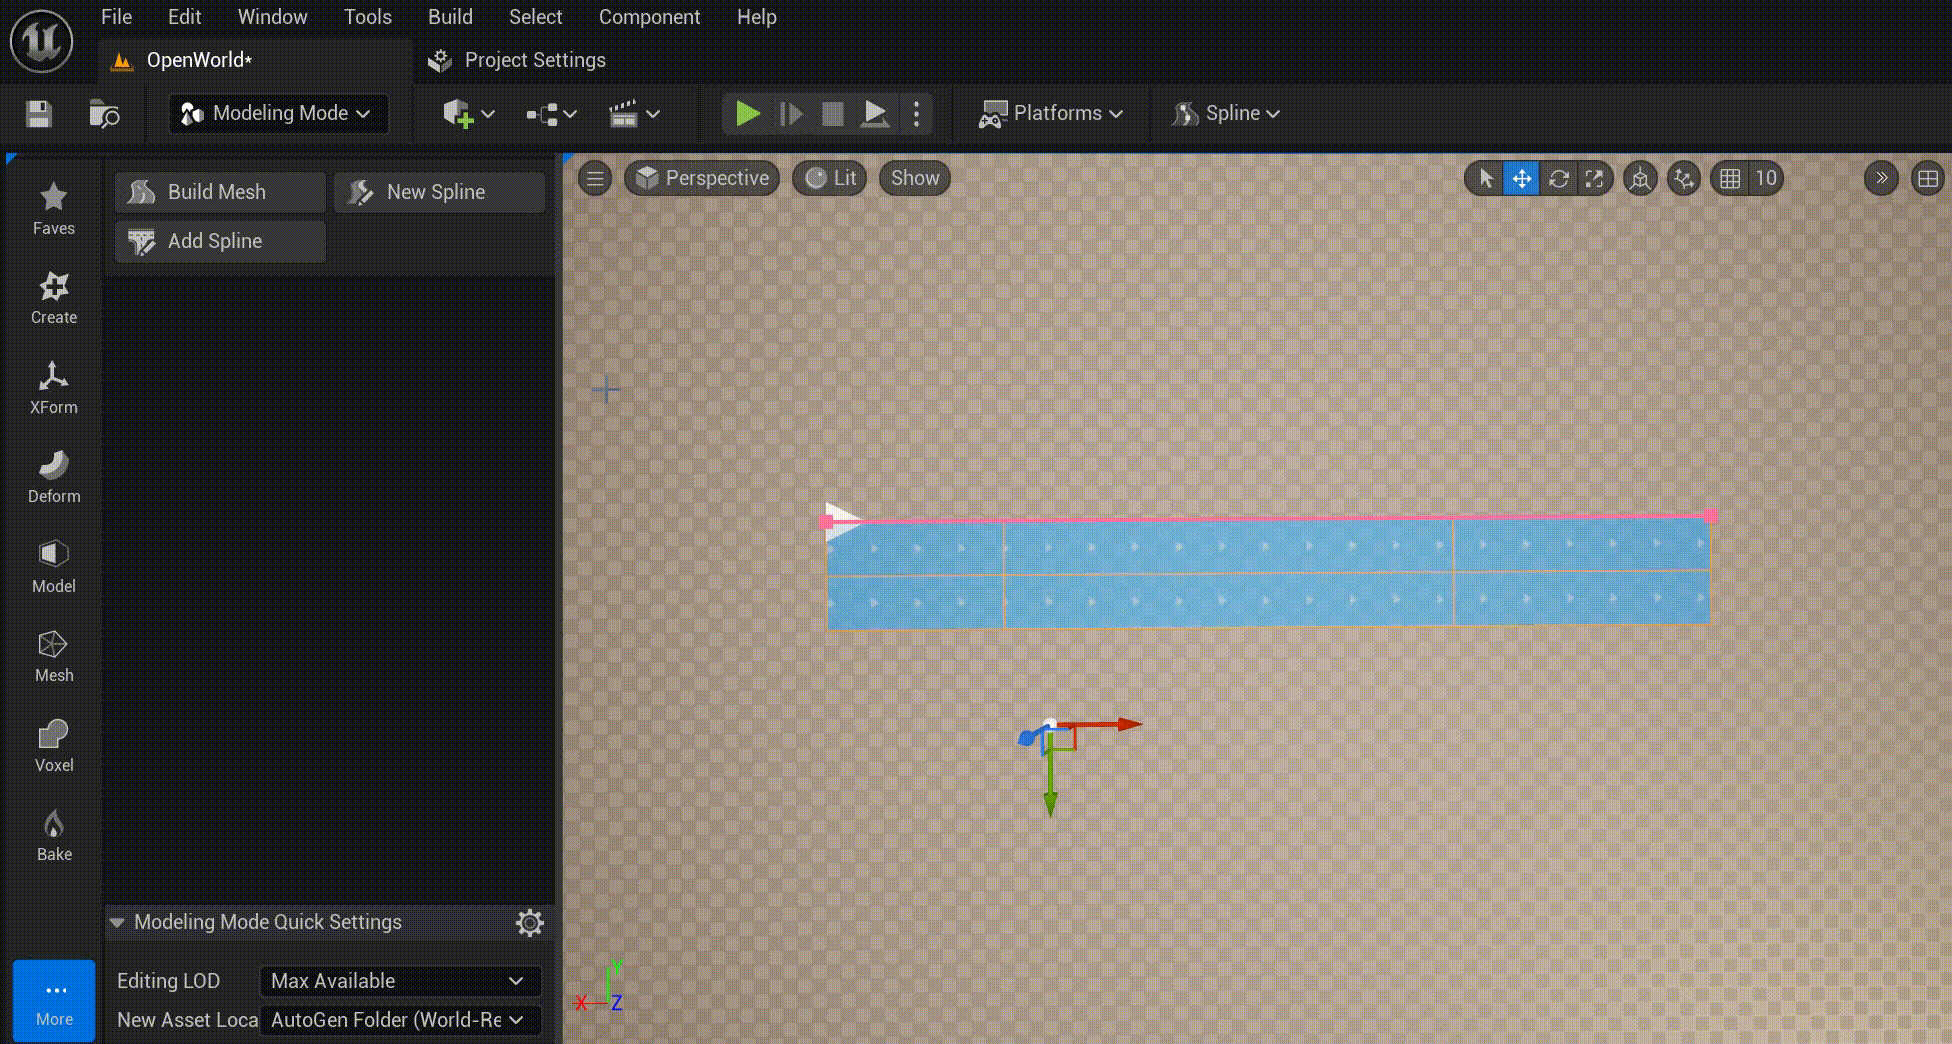 File Edit Window Tools Build Select Component Help
OpenWorld* Project Settings
Modeling Mode Platforms Spline
Build Mesh New Spline Perspective Lit Show 10
Faves
Add Spline
Create
XForm
Deform
Model
Mesh
Voxel
Bake
Modeling Mode Quick Settings
Editing LOD Max Available
New Asset Loca AutoGen Folder (World-Re
More
Y
X Z